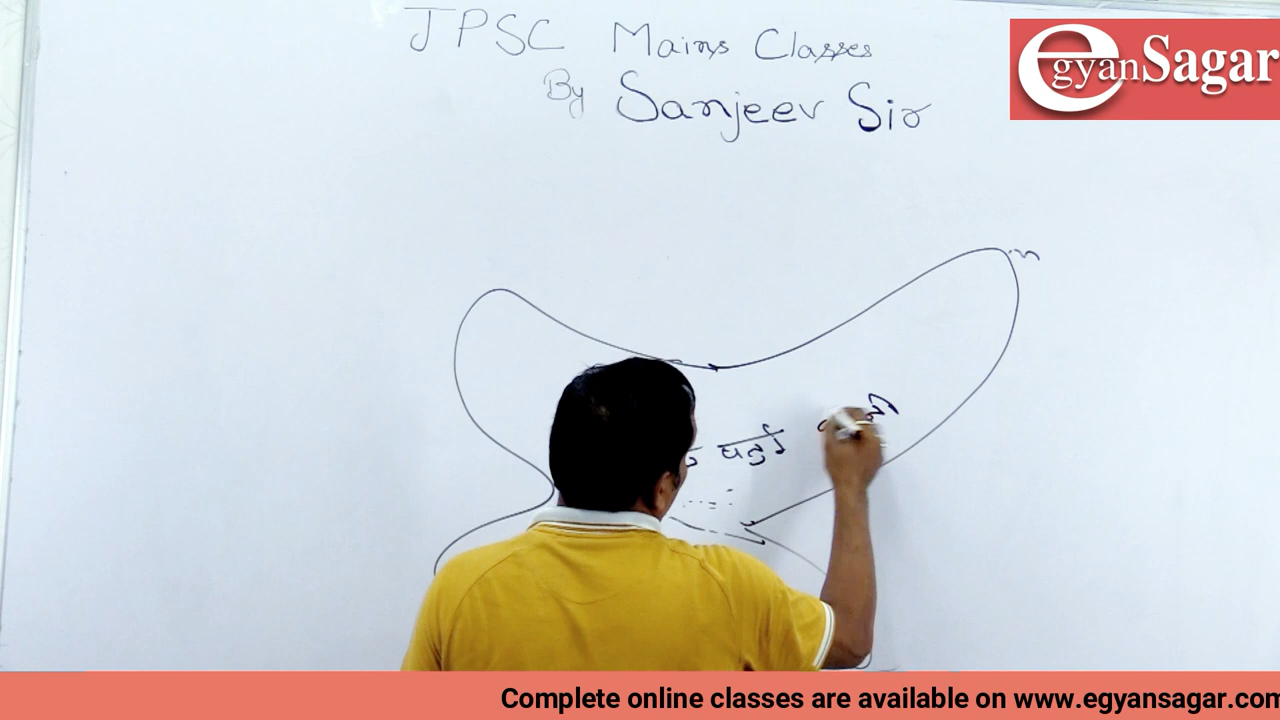 JPSC Mains Classes
By Sanjeev Sir
egyanSagar
Complete online classes are available on www.egyansagar.com